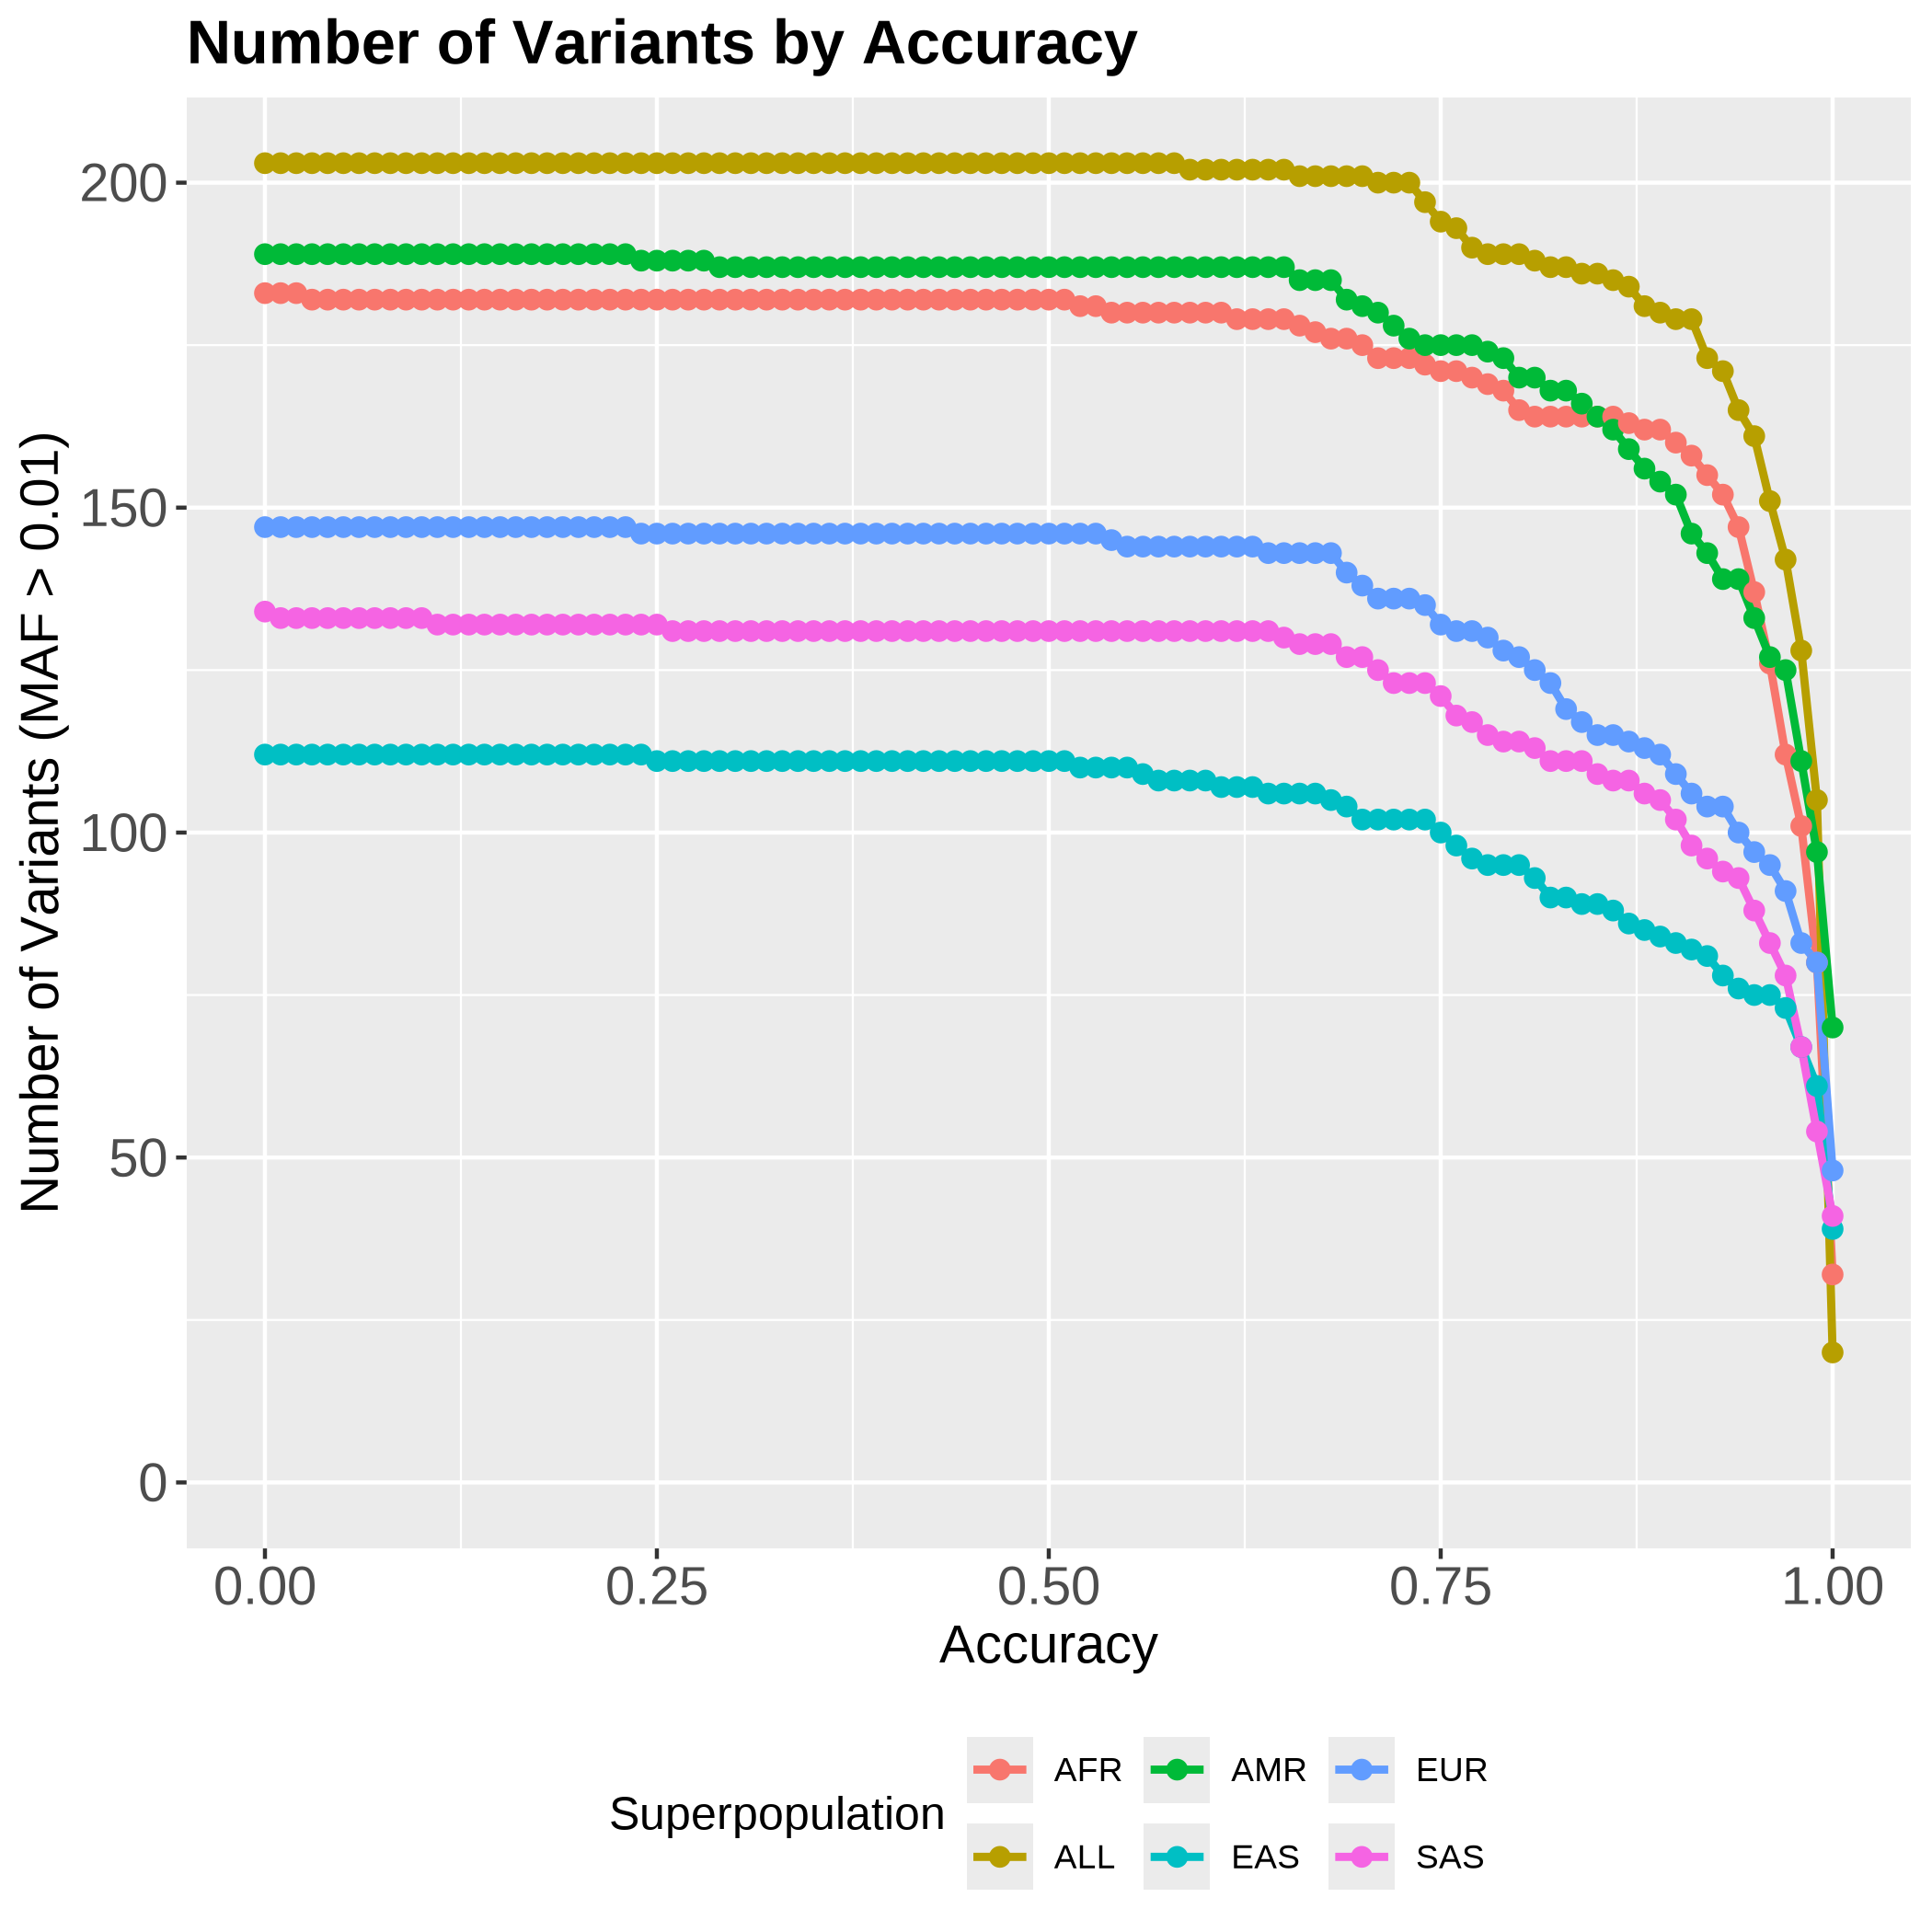 Number of Variants by Accuracy
Number of Variants (MAF > 0.01)
200
150
100
50
0
0.00 0.25 0.50 0.75 1.00
Accuracy
Superpopulation
AFR AMR EUR
ALL EAS SAS